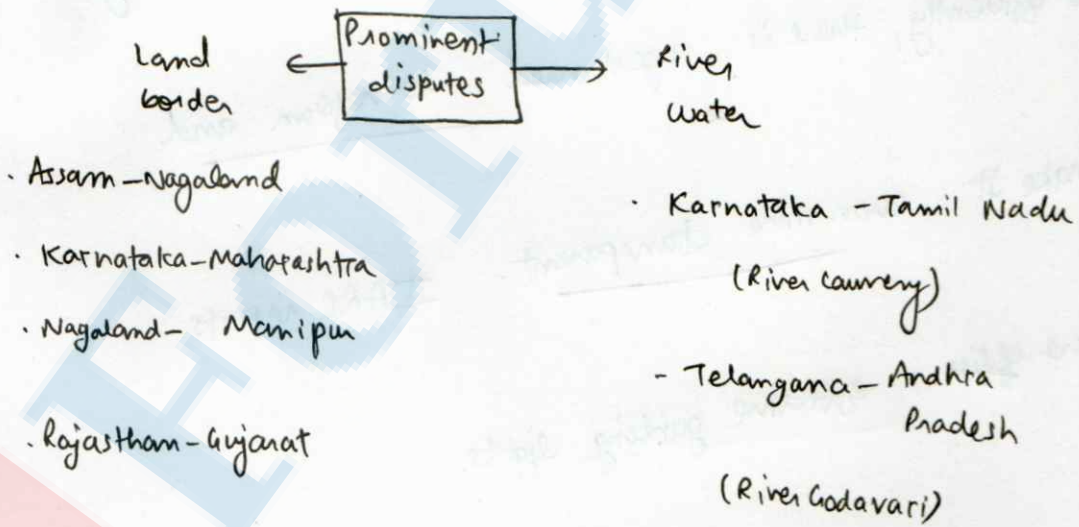 Prominent
disputes
Land
border
River
water
. Assam - Nagaland
. Karnataka - Maharashtra
. Nagaland - Manipur
. Rajasthan - Gujarat
. Karnataka - Tamil Nadu
(River Cauvery)
- Telangana - Andhra
Pradesh
(River Godavari)